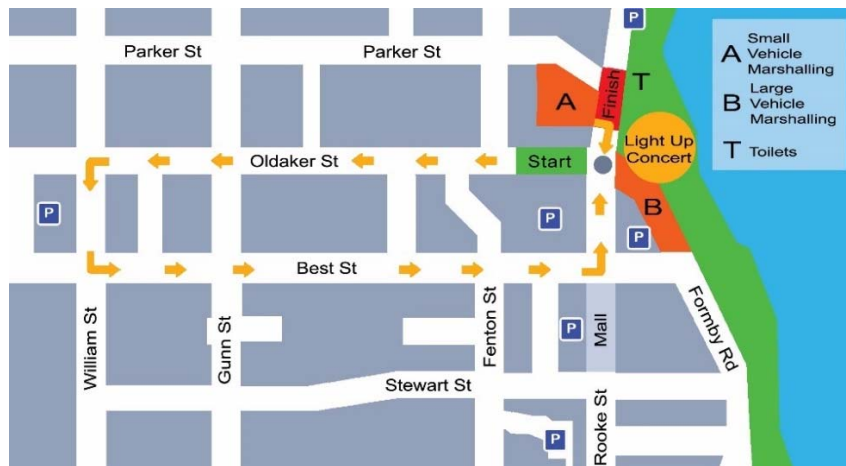 P
P
Parker St
Parker St
A
Small
Vehicle
Marshalling
B
Large
Vehicle
Marshalling
T
Toilets
A
Finish
T
Light Up
Concert
Oldaker St
Start
P
P
B
P
Best St
William St
Gunn St
Fenton St
P
Mall
Formby Rd
Stewart St
Rooke St
P